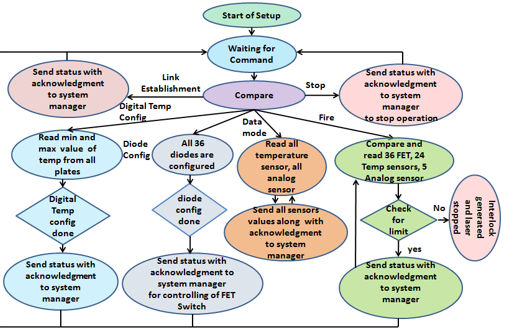 Start of Setup
Waiting for
Command
Send status with
acknowledgment
to system
manager
Link
Establishment
Compare
Stop
Send status with
acknowledgment to
system
manager
to stop operation
Digital Temp
Config
Diode
Config
Data
mode
Fire
Read min and
max value of
temp from all
plates
All 36
diodes are
configured
Read all
temperature
sensor, all
analog
sensor
Compare and
read 36 FET, 24
Temp sensors, 5
Analog sensor
Digital
Temp
config
done
diode
config
done
Send all sensors
values along with
acknowledgment
to system
manager
Check
for
limit
No
Interlock
generated
and laser
stopped
yes
Send status with
acknowledgment
to system
manager
Send status with
acknowledgment to
system manager
for controlling of FET
Switch
Send status with
acknowledgment
to system
manager